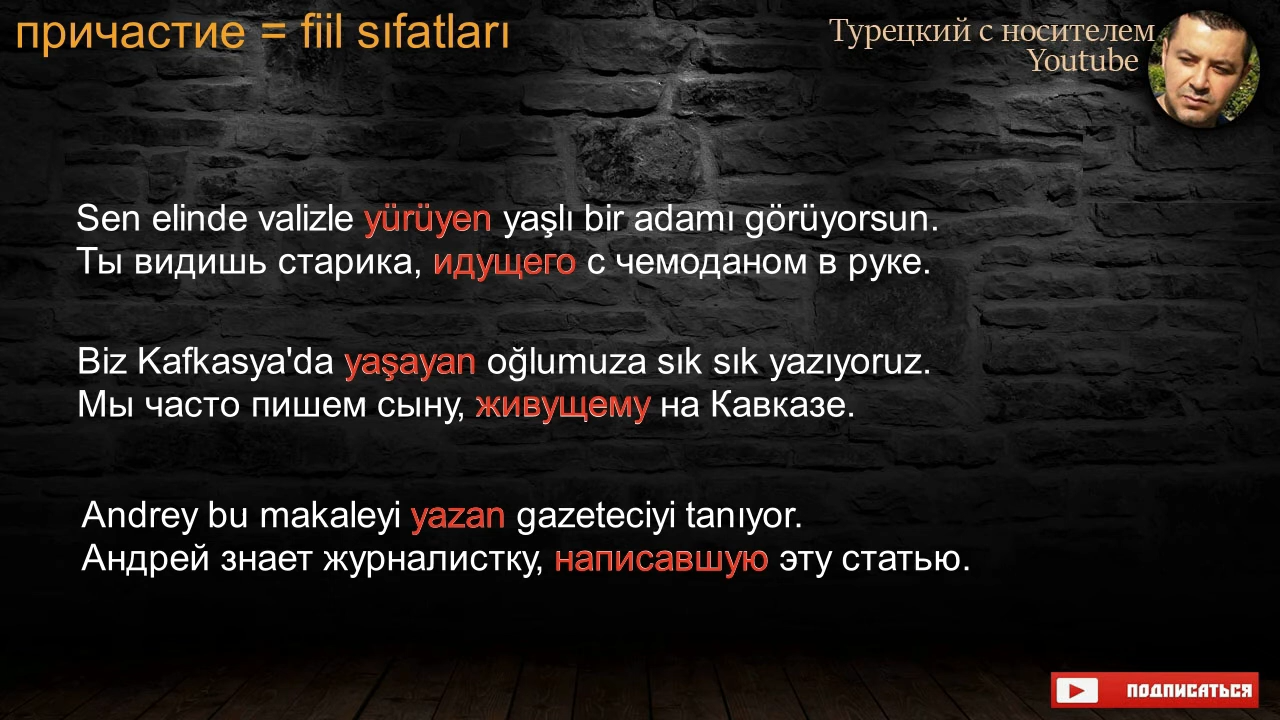 причастие = fiil sıfatları
Турецкий с носителем
Youtube
Sen elinde valizle yürüyen yaşlı bir adamı görüyorsun.
Ты видишь старика, идущего с чемоданом в руке.
Biz Kafkasya'da yaşayan oğlumuza sık sık yazıyoruz.
Мы часто пишем сыну, живущему на Кавказе.
Andrey bu makaleyi yazan gazeteciyi tanıyor.
Андрей знает журналистку, написавшую эту статью.
ПОДПИСАТЬСЯ